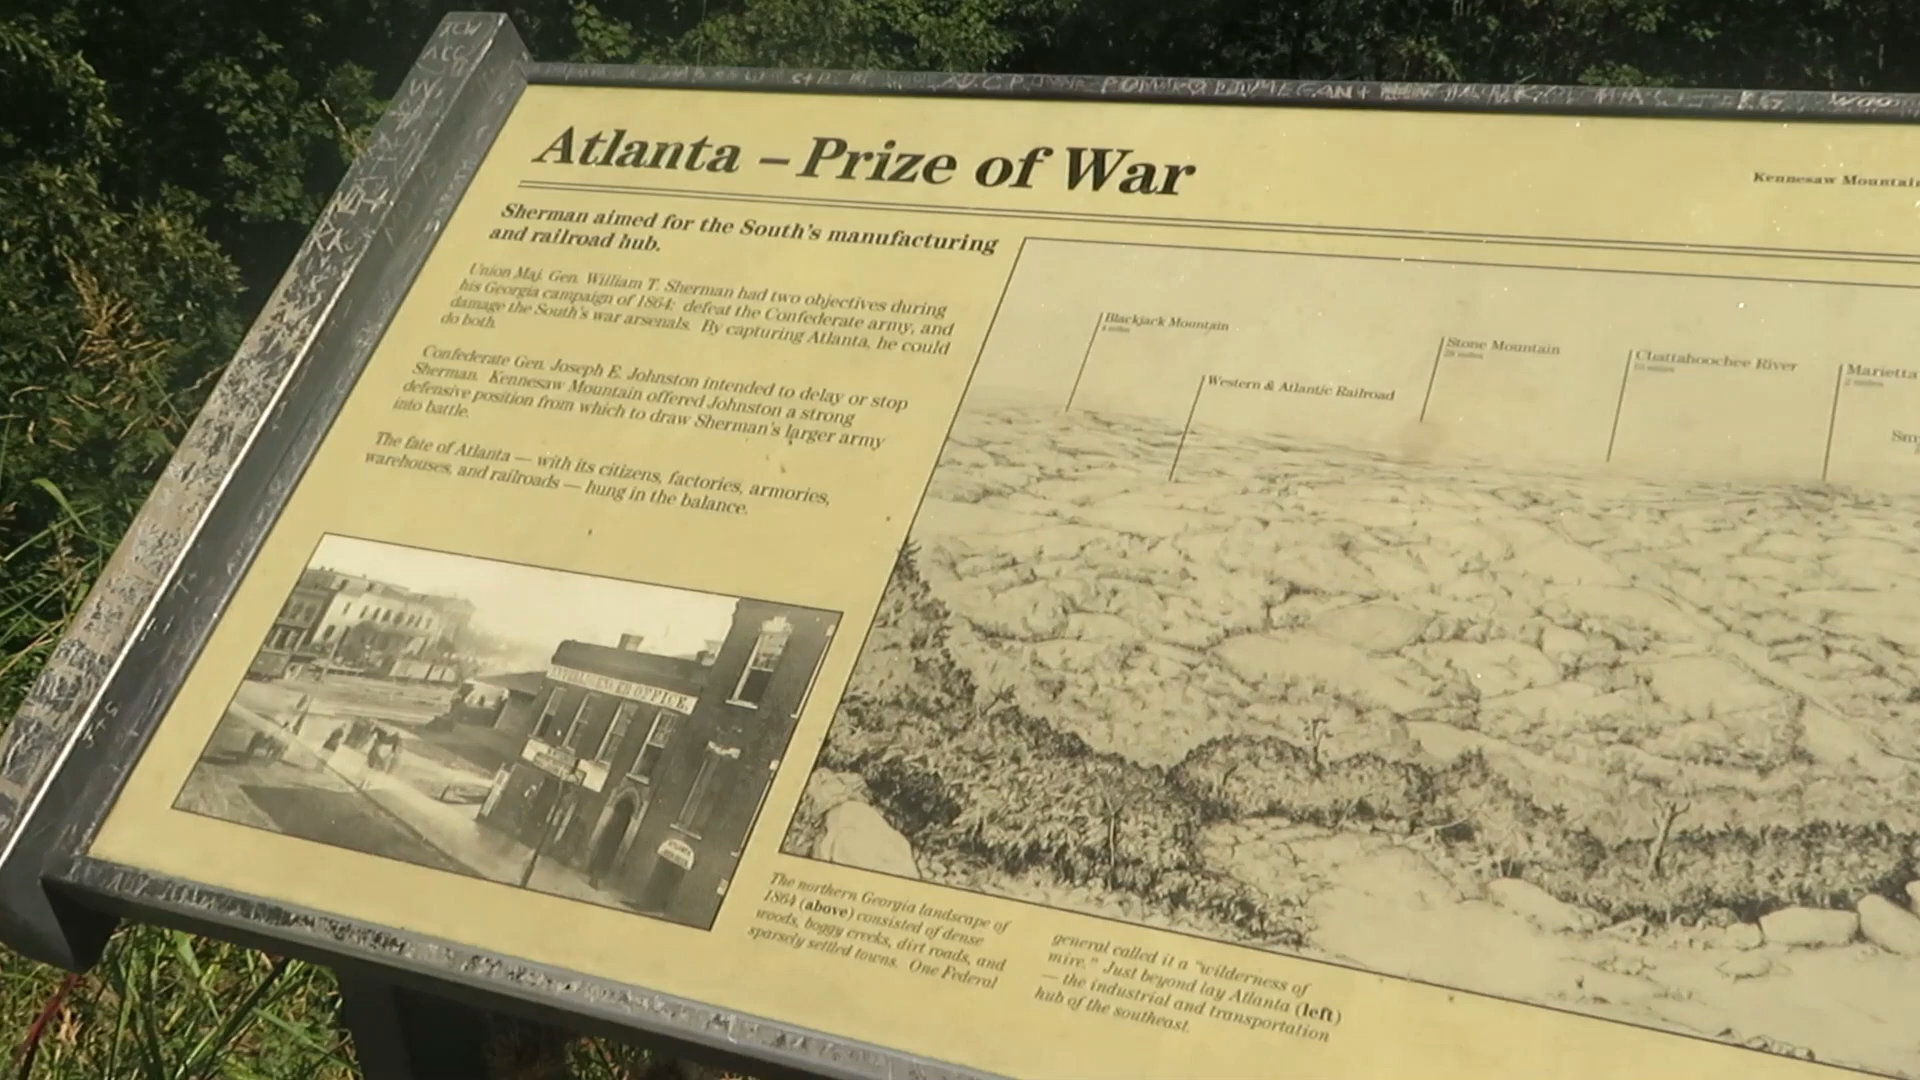 Atlanta – Prize of War
Kennesaw Mountain
Sherman aimed for the South's manufacturing
and railroad hub.
Union Maj. Gen. William T. Sherman had two objectives during
his Georgia campaign of 1864: defeat the Confederate army, and
damage the South's war arsenals. By capturing Atlanta, he could
do both.
Confederate Gen. Joseph E. Johnston intended to delay or stop
Sherman. Kennesaw Mountain offered Johnston a strong
defensive position from which to draw Sherman's larger army
into battle.
The fate of Atlanta — with its citizens, factories, armories,
warehouses, and railroads — hung in the balance.
Blackjack Mountain
4 miles
Western & Atlantic Railroad
Stone Mountain
Chattahoochee River
Marietta
2 miles
INTELLIGENCER OFFICE.
The northern Georgia landscape of
1864 (above) consisted of dense
woods, boggy creeks, dirt roads, and
sparsely settled towns. One Federal
general called it a "wilderness of
mire." Just beyond lay Atlanta (left)
— the industrial and transportation
hub of the southeast.